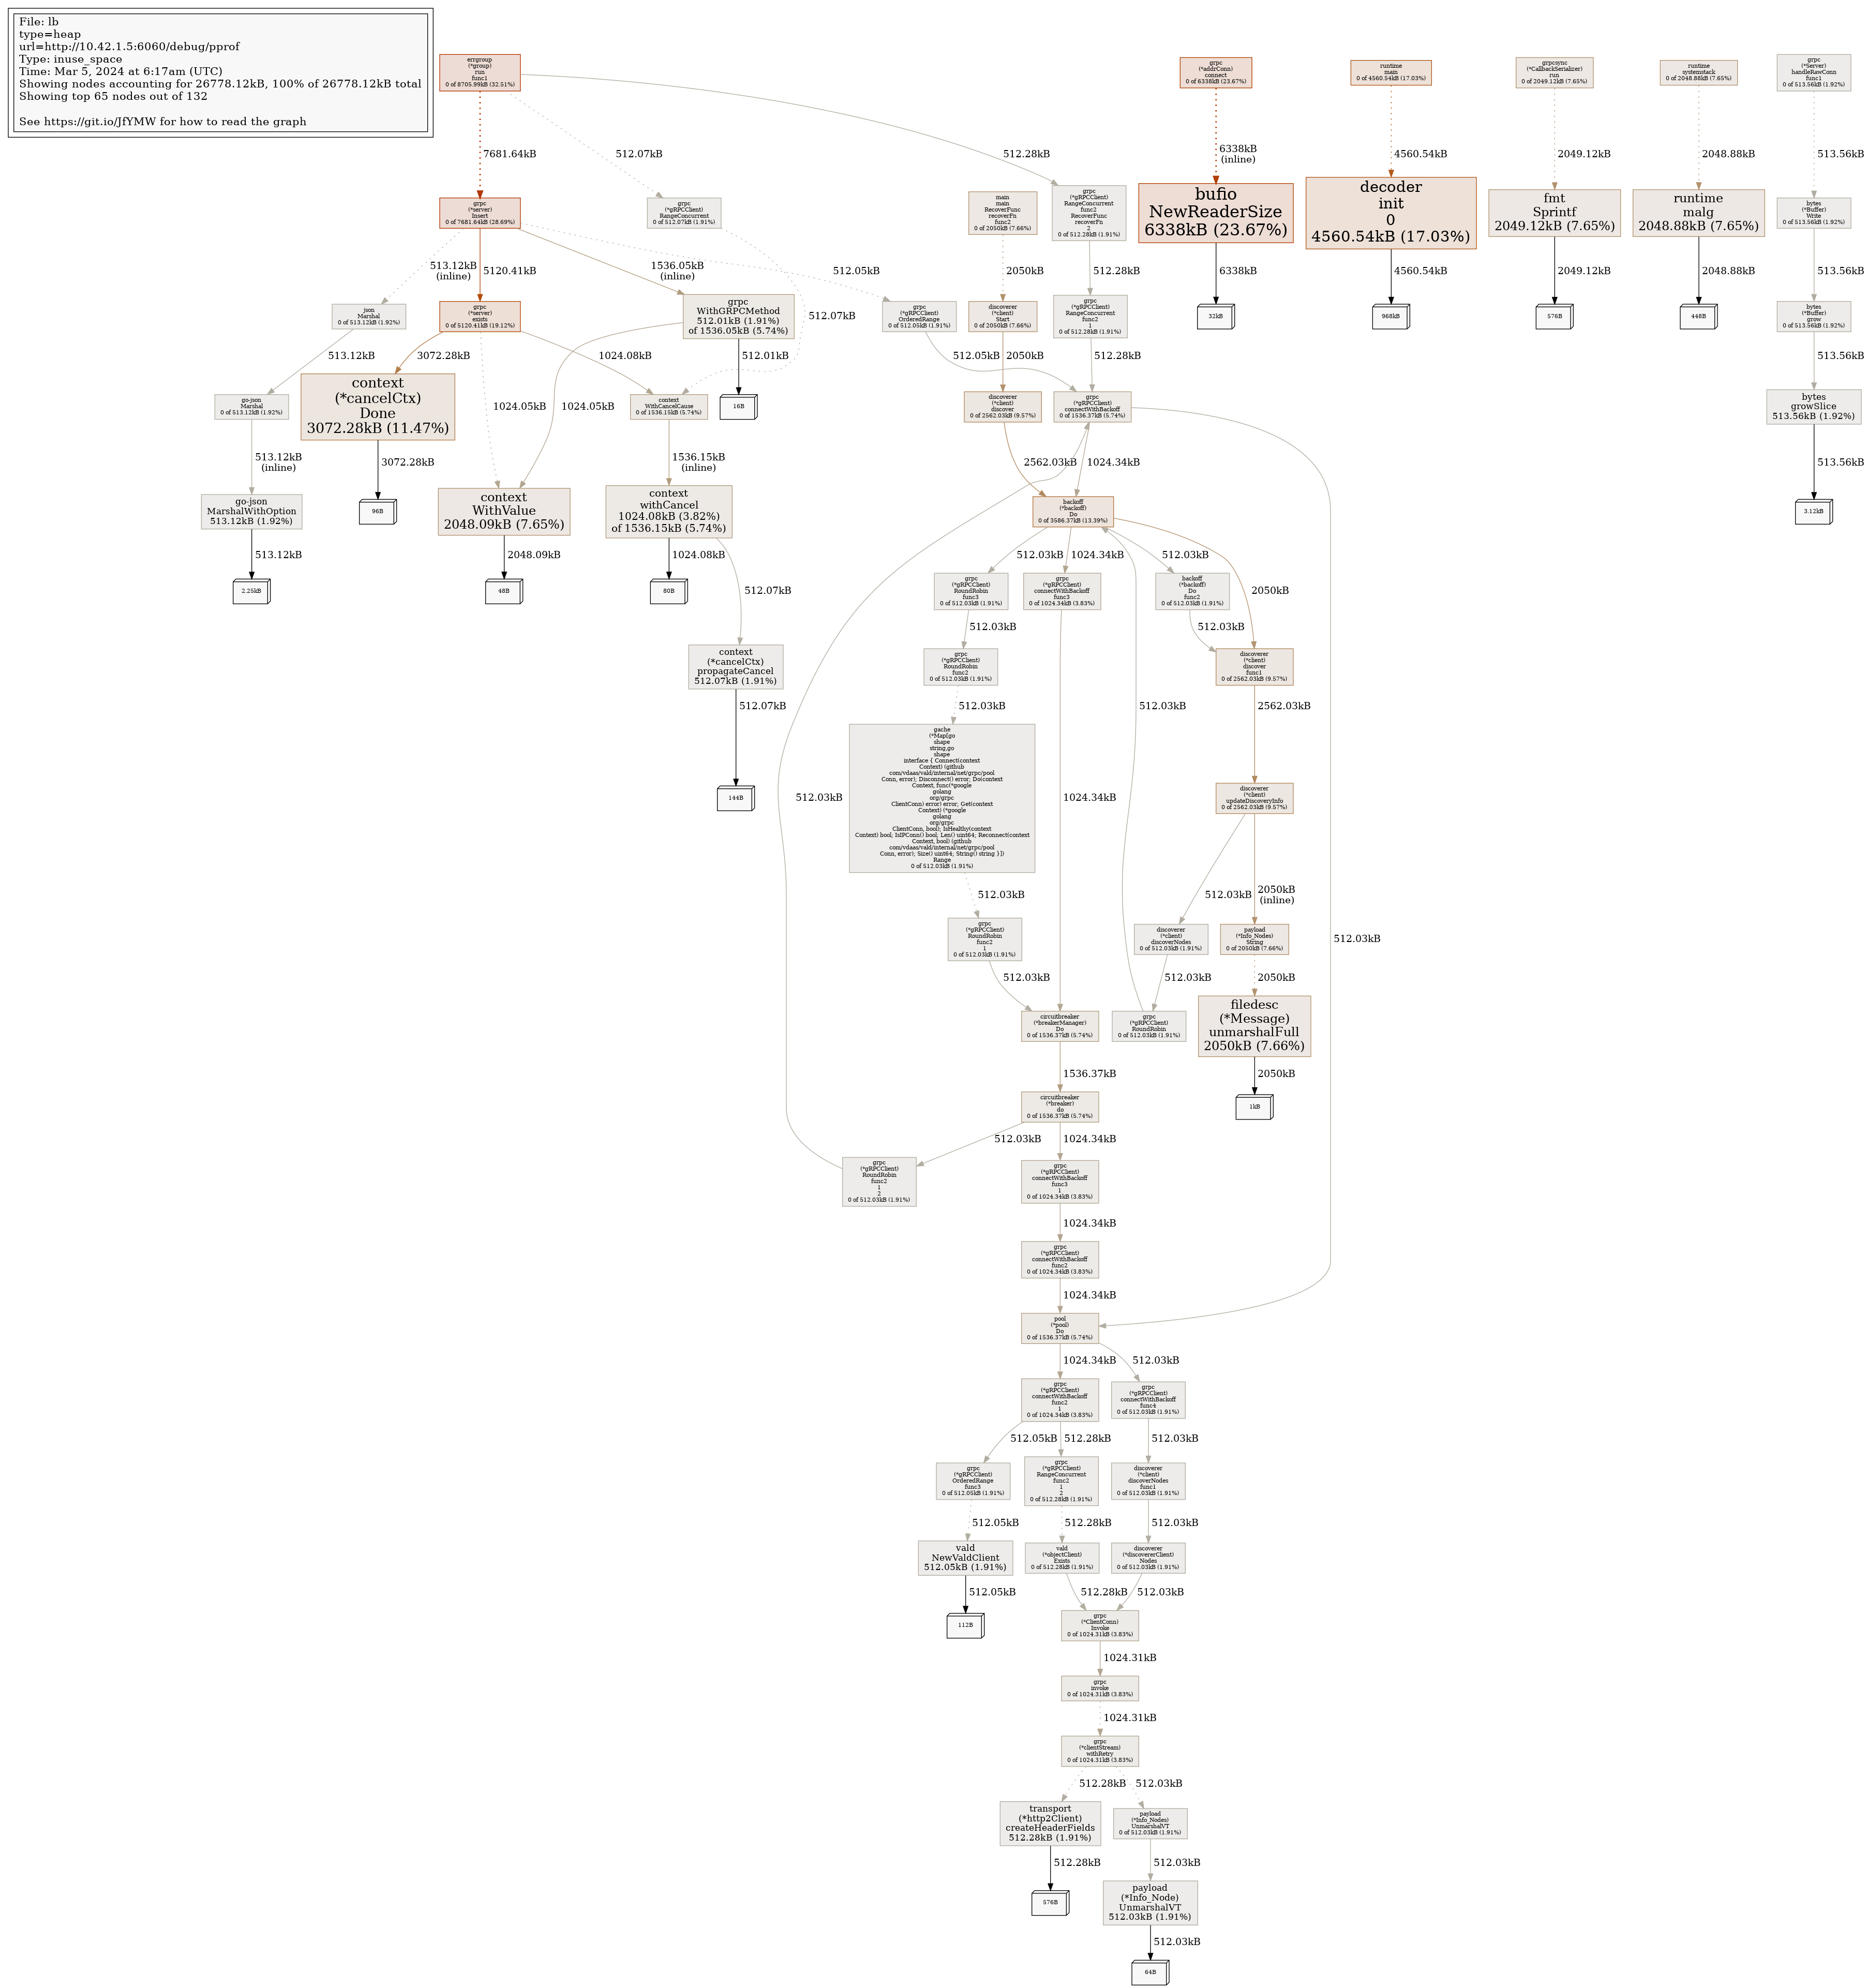 File: lb
type=heap
url=http://10.42.1.5:6060/debug/pprof
Type: inuse_space
Time: Mar 5, 2024 at 6:17am (UTC)
Showing nodes accounting for 26778.12kB, 100% of 26778.12kB total
Showing top 65 nodes out of 132
See https://git.io/JfYMW for how to read the graph
errgroup
(*group)
run
func1
0 of 8705.99kB (32.51%)
grpc
(*addrConn)
connect
0 of 6338kB (23.67%)
runtime
main
0 of 4560.54kB (17.03%)
grpcsync
(*CallbackSerializer)
run
0 of 2049.12kB (7.65%)
runtime
systemstack
0 of 2048.88kB (7.65%)
grpc
(*Server)
handleRawConn
func1
0 of 513.56kB (1.92%)
7681.64kB
512.07kB
512.28kB
6338kB
(inline)
4560.54kB
2049.12kB
2048.88kB
513.56kB
grpc
(*server)
Insert
0 of 7681.64kB (28.69%)
grpc
(*gRPCClient)
RangeConcurrent
0 of 512.07kB (1.91%)
main
main
RecoverFunc
recoverFn
func2
0 of 2050kB (7.66%)
grpc
(*gRPCClient)
RangeConcurrent
func2
RecoverFunc
recoverFn
2
0 of 512.28kB (1.91%)
bufio
NewReaderSize
6338kB (23.67%)
decoder
init
0
4560.54kB (17.03%)
fmt
Sprintf
2049.12kB (7.65%)
runtime
malg
2048.88kB (7.65%)
bytes
(*Buffer)
Write
0 of 513.56kB (1.92%)
513.12kB
(inline)
5120.41kB
1536.05kB
(inline)
512.05kB
2050kB
512.28kB
6338kB
4560.54kB
2049.12kB
2048.88kB
513.56kB
json
Marshal
0 of 513.12kB (1.92%)
grpc
(*server)
exists
0 of 5120.41kB (19.12%)
grpc
WithGRPCMethod
512.01kB (1.91%)
of 1536.05kB (5.74%)
512.07kB
grpc
(*gRPCClient)
OrderedRange
0 of 512.05kB (1.91%)
discoverer
(*client)
Start
0 of 2050kB (7.66%)
grpc
(*gRPCClient)
RangeConcurrent
func2
1
0 of 512.28kB (1.91%)
32kB
968kB
576B
448B
bytes
(*Buffer)
grow
0 of 513.56kB (1.92%)
513.12kB
3072.28kB
1024.08kB
512.01kB
512.05kB
2050kB
512.28kB
513.56kB
go-json
Marshal
0 of 513.12kB (1.92%)
context
(*cancelCtx)
Done
3072.28kB (11.47%)
1024.05kB
1024.05kB
context
WithCancelCause
0 of 1536.15kB (5.74%)
16B
discoverer
(*client)
discover
0 of 2562.03kB (9.57%)
grpc
(*gRPCClient)
connectWithBackoff
0 of 1536.37kB (5.74%)
bytes
growSlice
513.56kB (1.92%)
513.12kB
(inline)
3072.28kB
1536.15kB
(inline)
2562.03kB
1024.34kB
513.56kB
go-json
MarshalWithOption
513.12kB (1.92%)
96B
context
WithValue
2048.09kB (7.65%)
context
withCancel
1024.08kB (3.82%)
of 1536.15kB (5.74%)
backoff
(*backoff)
Do
0 of 3586.37kB (13.39%)
3.12kB
513.12kB
2048.09kB
1024.08kB
512.03kB
1024.34kB
512.03kB
2050kB
2.25kB
48B
80B
512.07kB
grpc
(*gRPCClient)
RoundRobin
func3
0 of 512.03kB (1.91%)
grpc
(*gRPCClient)
connectWithBackoff
func3
0 of 1024.34kB (3.83%)
backoff
(*backoff)
Do
func2
0 of 512.03kB (1.91%)
512.03kB
512.03kB
context
(*cancelCtx)
propagateCancel
512.07kB (1.91%)
grpc
(*gRPCClient)
RoundRobin
func2
0 of 512.03kB (1.91%)
discoverer
(*client)
discover
func1
0 of 2562.03kB (9.57%)
512.07kB
512.03kB
512.03kB
2562.03kB
144B
512.03kB
gache
(*Map[go
shape
string,go
shape
interface { Connect(context
Context) (github
com/vdaas/vald/internal/net/grpc/pool
Conn, error); Disconnect() error; Do(context
Context, func(*google
golang
org/grpc
ClientConn) error) error; Get(context
Context) (*google
golang
org/grpc
ClientConn, bool); IsHealthy(context
Context) bool; IsIPConn() bool; Len() uint64; Reconnect(context
Context, bool) (github
com/vdaas/vald/internal/net/grpc/pool
Conn, error); Size() uint64; String() string }])
Range
0 of 512.03kB (1.91%)
1024.34kB
discoverer
(*client)
updateDiscoveryInfo
0 of 2562.03kB (9.57%)
512.03kB
512.03kB
2050kB
(inline)
512.03kB
grpc
(*gRPCClient)
RoundRobin
func2
1
0 of 512.03kB (1.91%)
discoverer
(*client)
discoverNodes
0 of 512.03kB (1.91%)
payload
(*Info_Nodes)
String
0 of 2050kB (7.66%)
512.03kB
512.03kB
2050kB
circuitbreaker
(*breakerManager)
Do
0 of 1536.37kB (5.74%)
grpc
(*gRPCClient)
RoundRobin
0 of 512.03kB (1.91%)
filedesc
(*Message)
unmarshalFull
2050kB (7.66%)
1536.37kB
2050kB
circuitbreaker
(*breaker)
do
0 of 1536.37kB (5.74%)
1kB
512.03kB
1024.34kB
grpc
(*gRPCClient)
RoundRobin
func2
1
2
0 of 512.03kB (1.91%)
grpc
(*gRPCClient)
connectWithBackoff
func3
1
0 of 1024.34kB (3.83%)
1024.34kB
grpc
(*gRPCClient)
connectWithBackoff
func2
0 of 1024.34kB (3.83%)
1024.34kB
pool
(*pool)
Do
0 of 1536.37kB (5.74%)
1024.34kB
512.03kB
grpc
(*gRPCClient)
connectWithBackoff
func2
1
0 of 1024.34kB (3.83%)
grpc
(*gRPCClient)
connectWithBackoff
func4
0 of 512.03kB (1.91%)
512.05kB
512.28kB
512.03kB
grpc
(*gRPCClient)
OrderedRange
func3
0 of 512.05kB (1.91%)
grpc
(*gRPCClient)
RangeConcurrent
func2
1
2
0 of 512.28kB (1.91%)
discoverer
(*client)
discoverNodes
func1
0 of 512.03kB (1.91%)
512.05kB
512.28kB
512.03kB
vald
NewValdClient
512.05kB (1.91%)
vald
(*objectClient)
Exists
0 of 512.28kB (1.91%)
discoverer
(*discovererClient)
Nodes
0 of 512.03kB (1.91%)
512.05kB
512.28kB
512.03kB
112B
grpc
(*ClientConn)
Invoke
0 of 1024.31kB (3.83%)
1024.31kB
grpc
invoke
0 of 1024.31kB (3.83%)
1024.31kB
grpc
(*clientStream)
withRetry
0 of 1024.31kB (3.83%)
512.28kB
512.03kB
transport
(*http2Client)
createHeaderFields
512.28kB (1.91%)
payload
(*Info_Nodes)
UnmarshalVT
0 of 512.03kB (1.91%)
512.28kB
512.03kB
576B
payload
(*Info_Node)
UnmarshalVT
512.03kB (1.91%)
512.03kB
64B